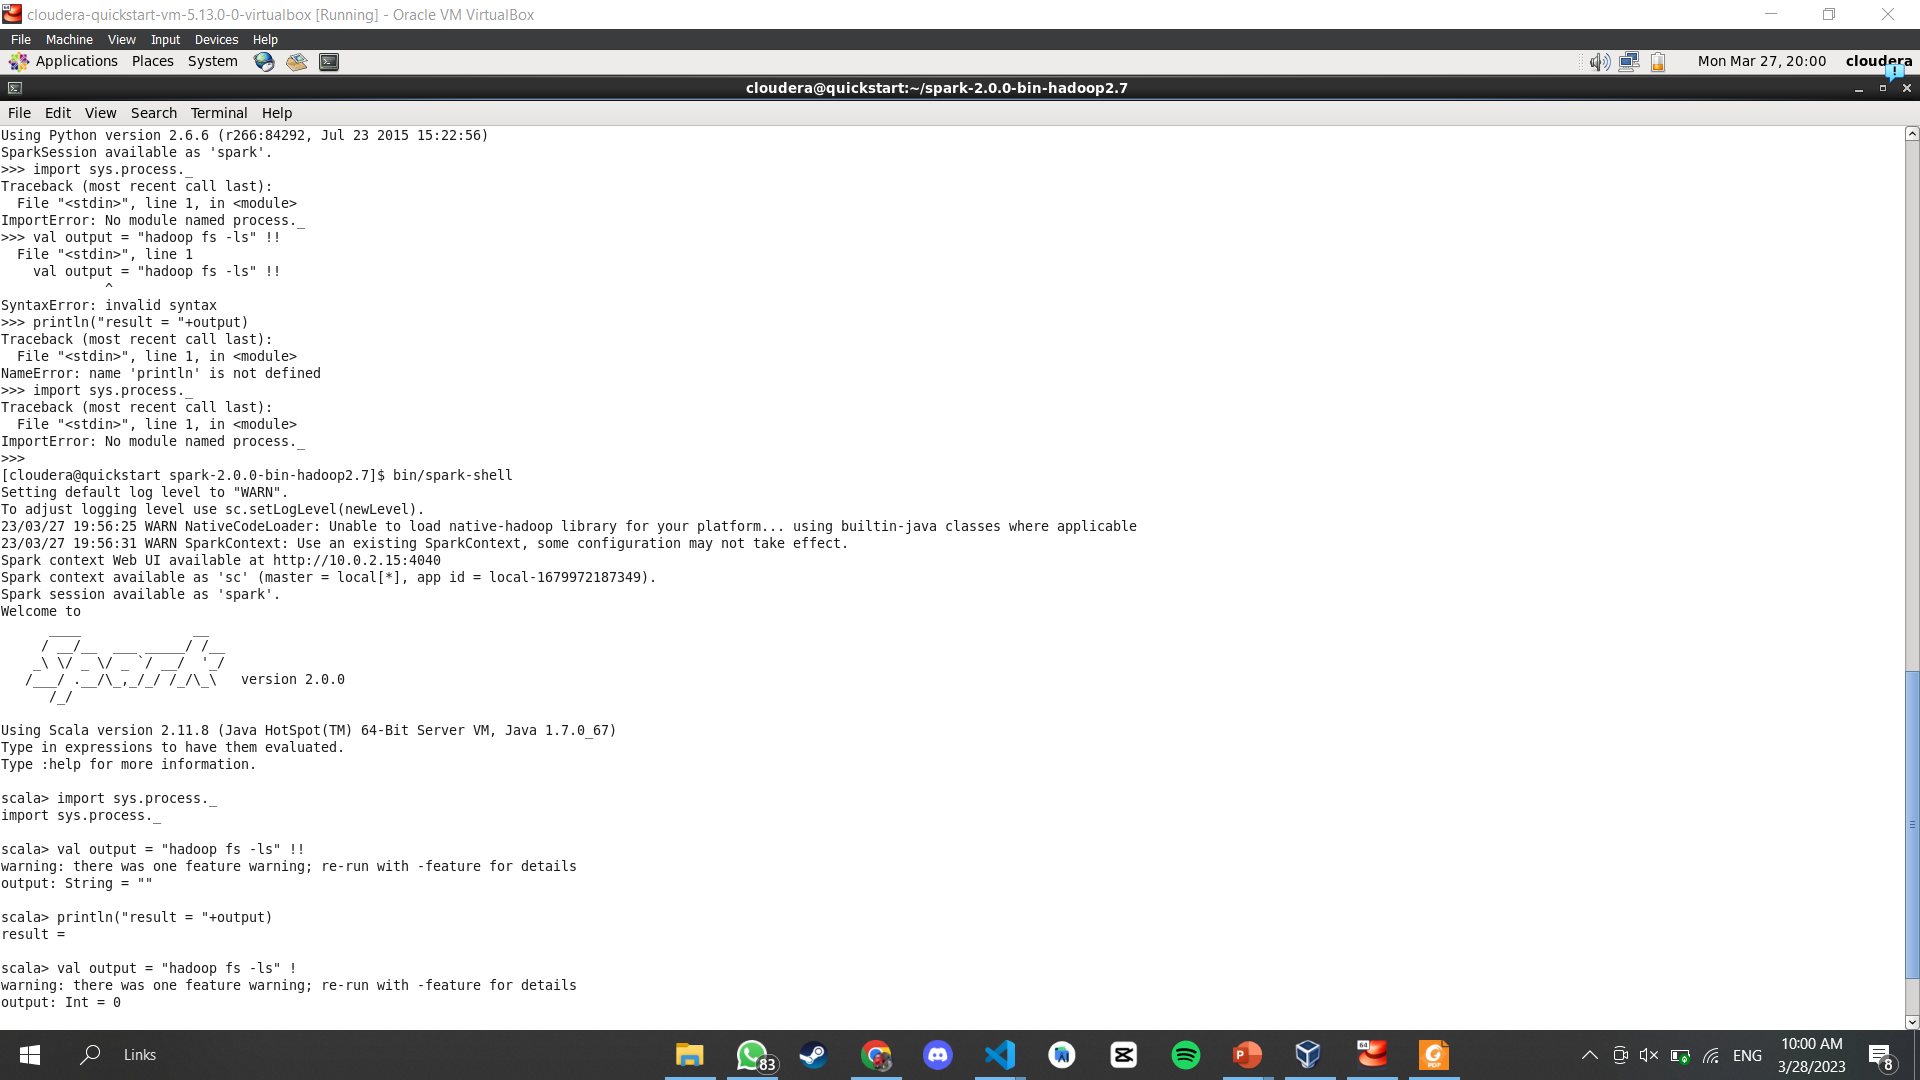 cloudera-quickstart-vm-5.13.0-0-virtualbox [Running] - Oracle VM VirtualBox
File Machine View Input Devices Help
Applications Places System Mon Mar 27, 20:00 cloudera
cloudera@quickstart:~/spark-2.0.0-bin-hadoop2.7
File Edit View Search Terminal Help
Using Python version 2.6.6 (r266:84292, Jul 23 2015 15:22:56)
SparkSession available as 'spark'.
>>> import sys.process._
Traceback (most recent call last):
  File "<stdin>", line 1, in <module>
ImportError: No module named process._
>>> val output = "hadoop fs -ls" !!
  File "<stdin>", line 1
    val output = "hadoop fs -ls" !!
             ^
SyntaxError: invalid syntax
>>> println("result = "+output)
Traceback (most recent call last):
  File "<stdin>", line 1, in <module>
NameError: name 'println' is not defined
>>> import sys.process._
Traceback (most recent call last):
  File "<stdin>", line 1, in <module>
ImportError: No module named process._
>>>
[cloudera@quickstart spark-2.0.0-bin-hadoop2.7]$ bin/spark-shell
Setting default log level to "WARN".
To adjust logging level use sc.setLogLevel(newLevel).
23/03/27 19:56:25 WARN NativeCodeLoader: Unable to load native-hadoop library for your platform... using builtin-java classes where applicable
23/03/27 19:56:31 WARN SparkContext: Use an existing SparkContext, some configuration may not take effect.
Spark context Web UI available at http://10.0.2.15:4040
Spark context available as 'sc' (master = local[*], app id = local-1679972187349).
Spark session available as 'spark'.
Welcome to
      ____              __
     / __/__  ___ _____/ /__
    _\ \/ _ \/ _ `/ __/  '_/
   /___/ .__/\_,_/_/ /_/\_\   version 2.0.0
      /_/
Using Scala version 2.11.8 (Java HotSpot(TM) 64-Bit Server VM, Java 1.7.0_67)
Type in expressions to have them evaluated.
Type :help for more information.
scala> import sys.process._
import sys.process._
scala> val output = "hadoop fs -ls" !!
warning: there was one feature warning; re-run with -feature for details
output: String = ""
scala> println("result = "+output)
result =
scala> val output = "hadoop fs -ls" !
warning: there was one feature warning; re-run with -feature for details
output: Int = 0
Links 83 ENG 10:00 AM
3/28/2023 8